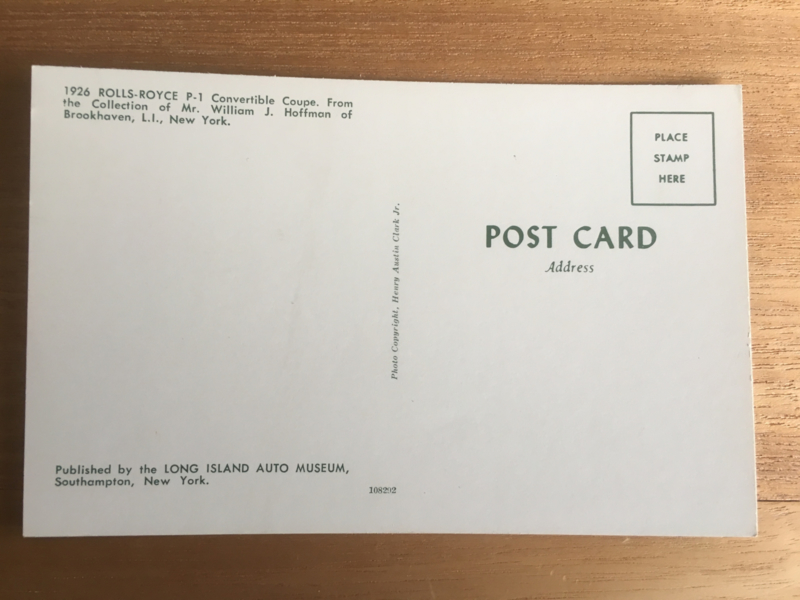 1926 ROLLS-ROYCE P-1 Convertible Coupe. From
the Collection of Mr. William J. Hoffman of
Brookhaven, L.I., New York.
PLACE
STAMP
HERE
POST CARD
Address
Photo Copyright, Henry Austin Clark Jr.
Published by the LONG ISLAND AUTO MUSEUM,
Southampton, New York.
108292